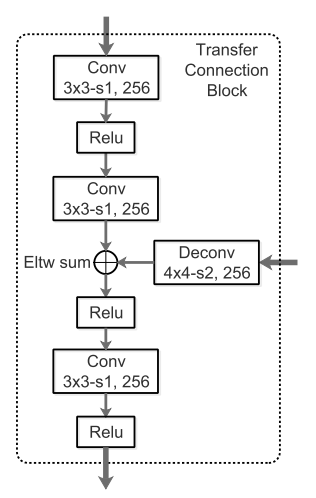 Transfer
Connection
Block
Conv
3x3-s1, 256
Relu
Conv
3x3-s1, 256
Eltw sum
Deconv
4x4-s2, 256
Relu
Conv
3x3-s1, 256
Relu